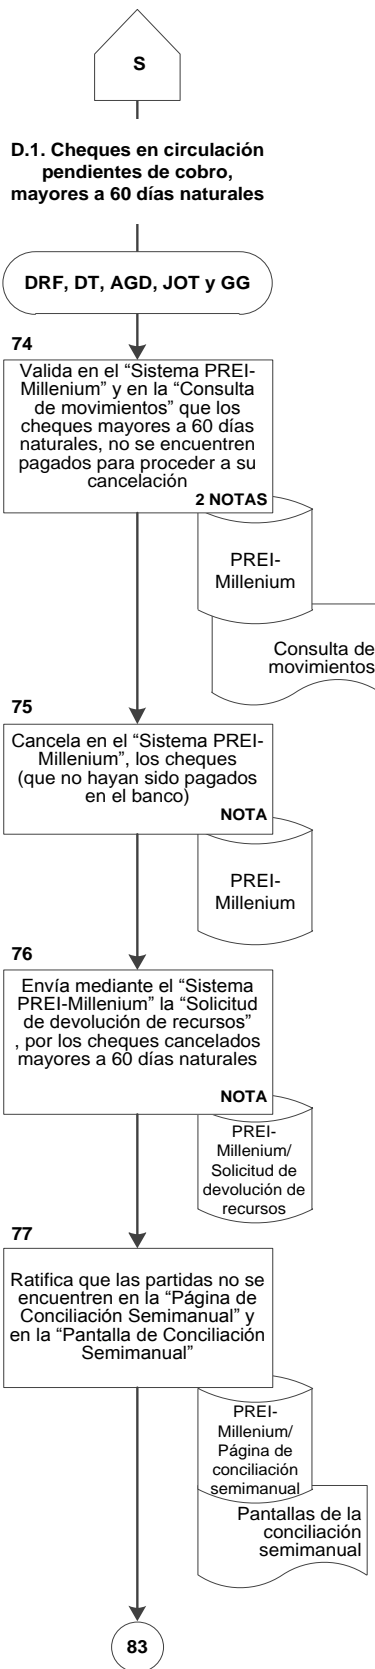 S
D.1. Cheques en circulación
pendientes de cobro,
mayores a 60 días naturales
DRF, DT, AGD, JOT y GG
74
Valida en el “Sistema PREI-
Millenium” y en la “Consulta
de movimientos” que los
cheques mayores a 60 días
naturales, no se encuentren
pagados para proceder a su
cancelación
2 NOTAS
PREI-
Millenium
Consulta de
movimientos
75
Cancela en el “Sistema PREI-
Millenium”, los cheques
(que no hayan sido pagados
en el banco)
NOTA
PREI-
Millenium
76
Envía mediante el “Sistema
PREI-Millenium” la “Solicitud
de devolución de recursos”
, por los cheques cancelados
mayores a 60 días naturales
NOTA
PREI-
Millenium/
Solicitud de
devolución de
recursos
77
Ratifica que las partidas no se
encuentren en la “Página de
Conciliación Semimanual” y
en la “Pantalla de Conciliación
Semimanual”
PREI-
Millenium/
Página de
conciliación
semimanual
Pantallas de la
conciliación
semimanual
83